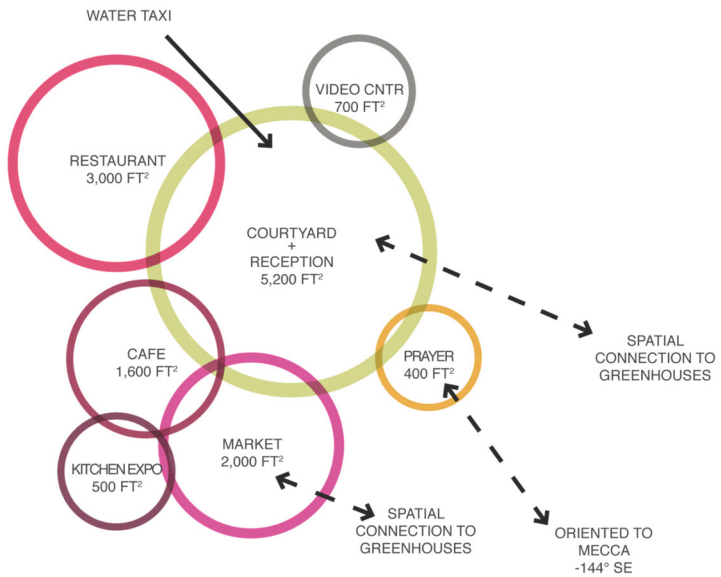 WATER TAXI
VIDEO CNTR
700 FT²
RESTAURANT
3,000 FT²
COURTYARD
+
RECEPTION
5,200 FT²
CAFE
1,600 FT²
PRAYER
400 FT²
SPATIAL
CONNECTION TO
GREENHOUSES
KITCHEN EXPO
500 FT²
MARKET
2,000 FT²
SPATIAL
CONNECTION TO
GREENHOUSES
ORIENTED TO
MECCA
-144° SE